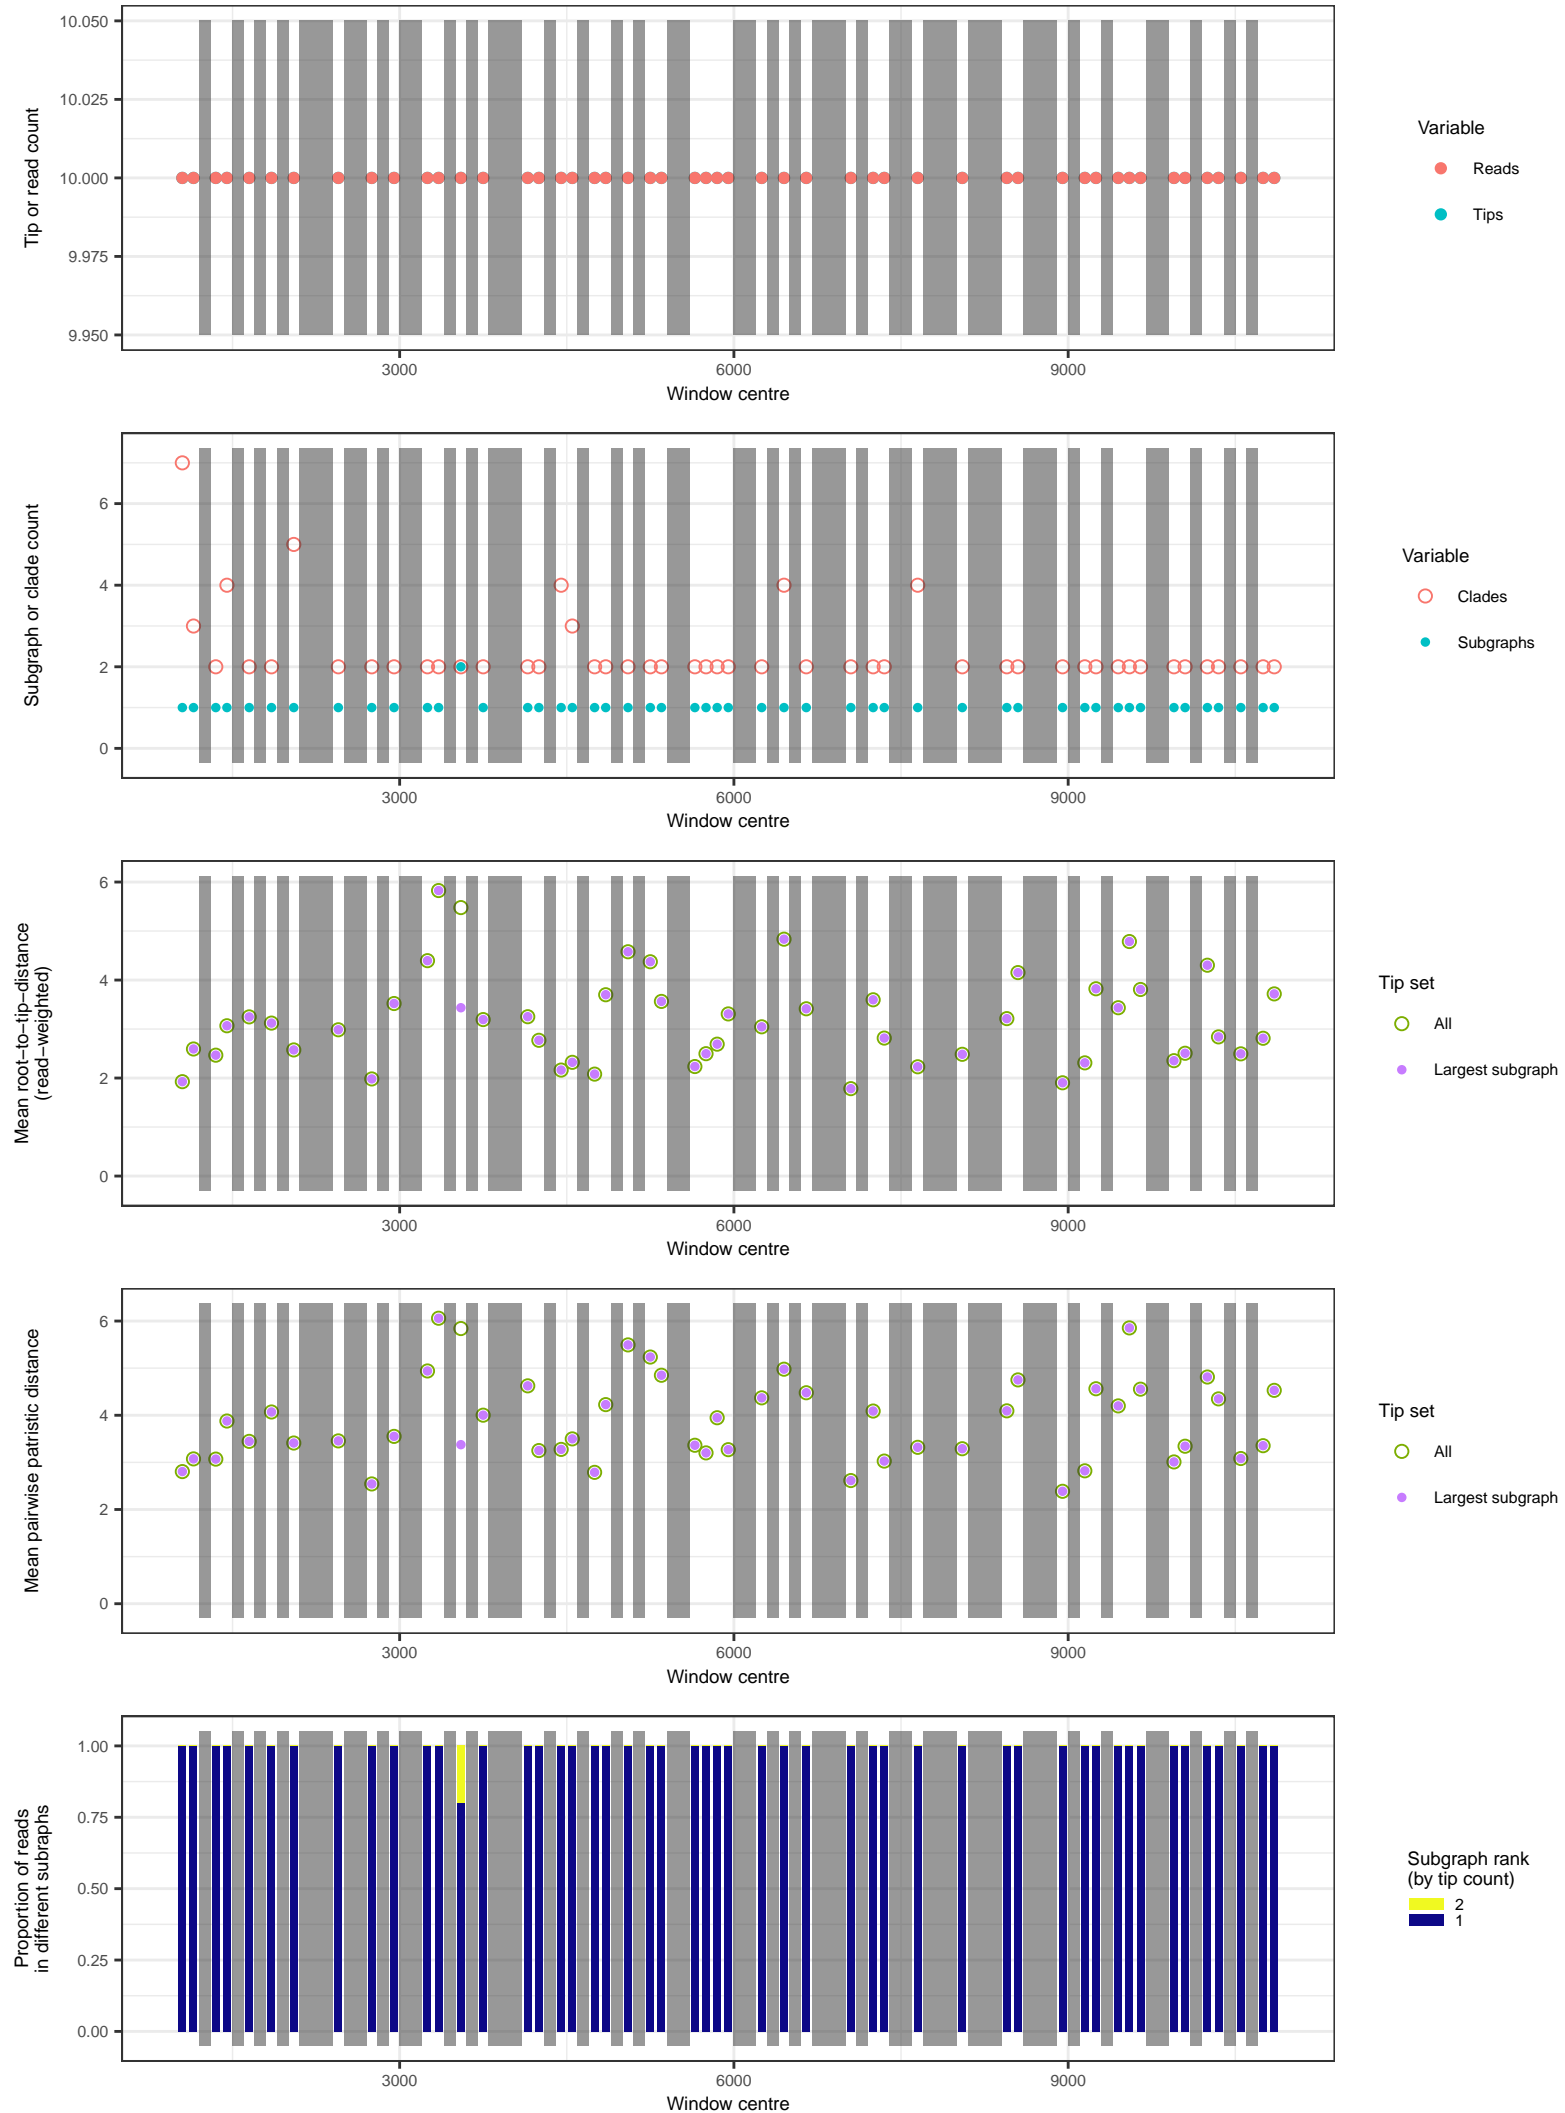 10.050
10.025
10.000
9.975
9.950
Tip or read count
3000 6000 9000
Window centre
Variable
Reads
Tips
6
4
2
0
Subgraph or clade count
3000 6000 9000
Window centre
Variable
Clades
Subgraphs
6
4
2
0
Mean root−to−tip−distance
(read−weighted)
3000 6000 9000
Window centre
Tip set
All
Largest subgraph
6
4
2
0
Mean pairwise patristic distance
3000 6000 9000
Window centre
Tip set
All
Largest subgraph
1.00
0.75
0.50
0.25
0.00
Proportion of reads
in different subraphs
3000 6000 9000
Window centre
Subgraph rank
(by tip count)
2
1